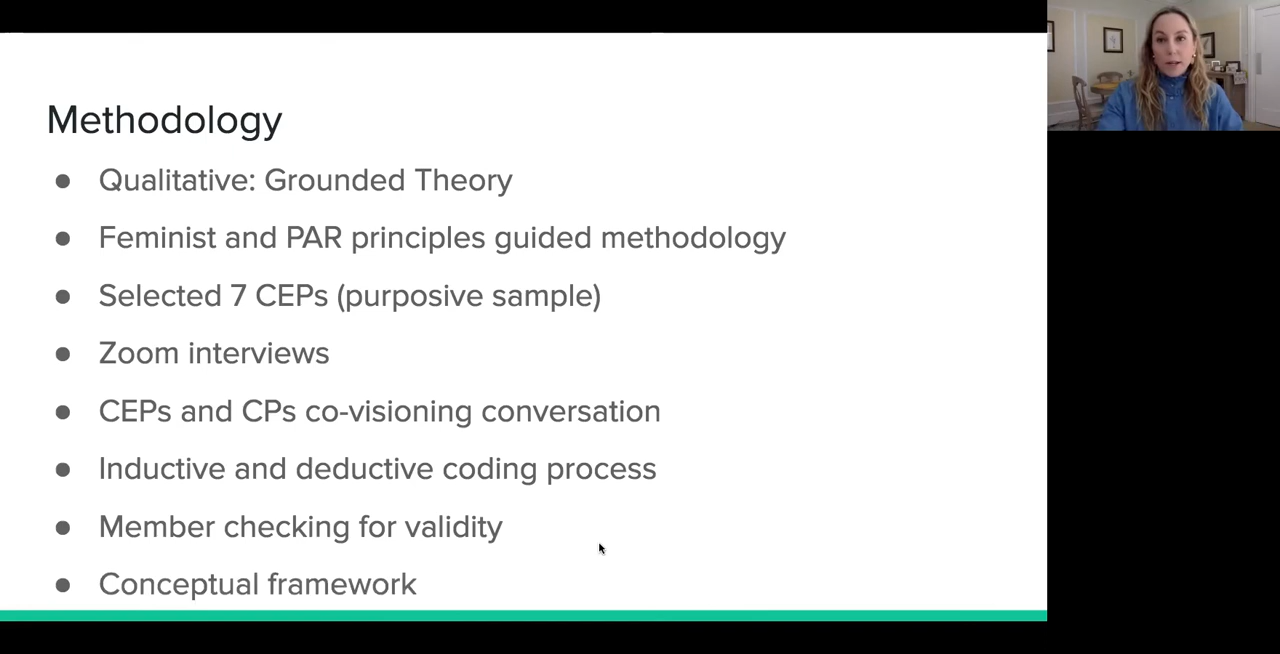 Methodology
● Qualitative: Grounded Theory
● Feminist and PAR principles guided methodology
● Selected 7 CEPs (purposive sample)
● Zoom interviews
● CEPs and CPs co-visioning conversation
● Inductive and deductive coding process
● Member checking for validity
● Conceptual framework